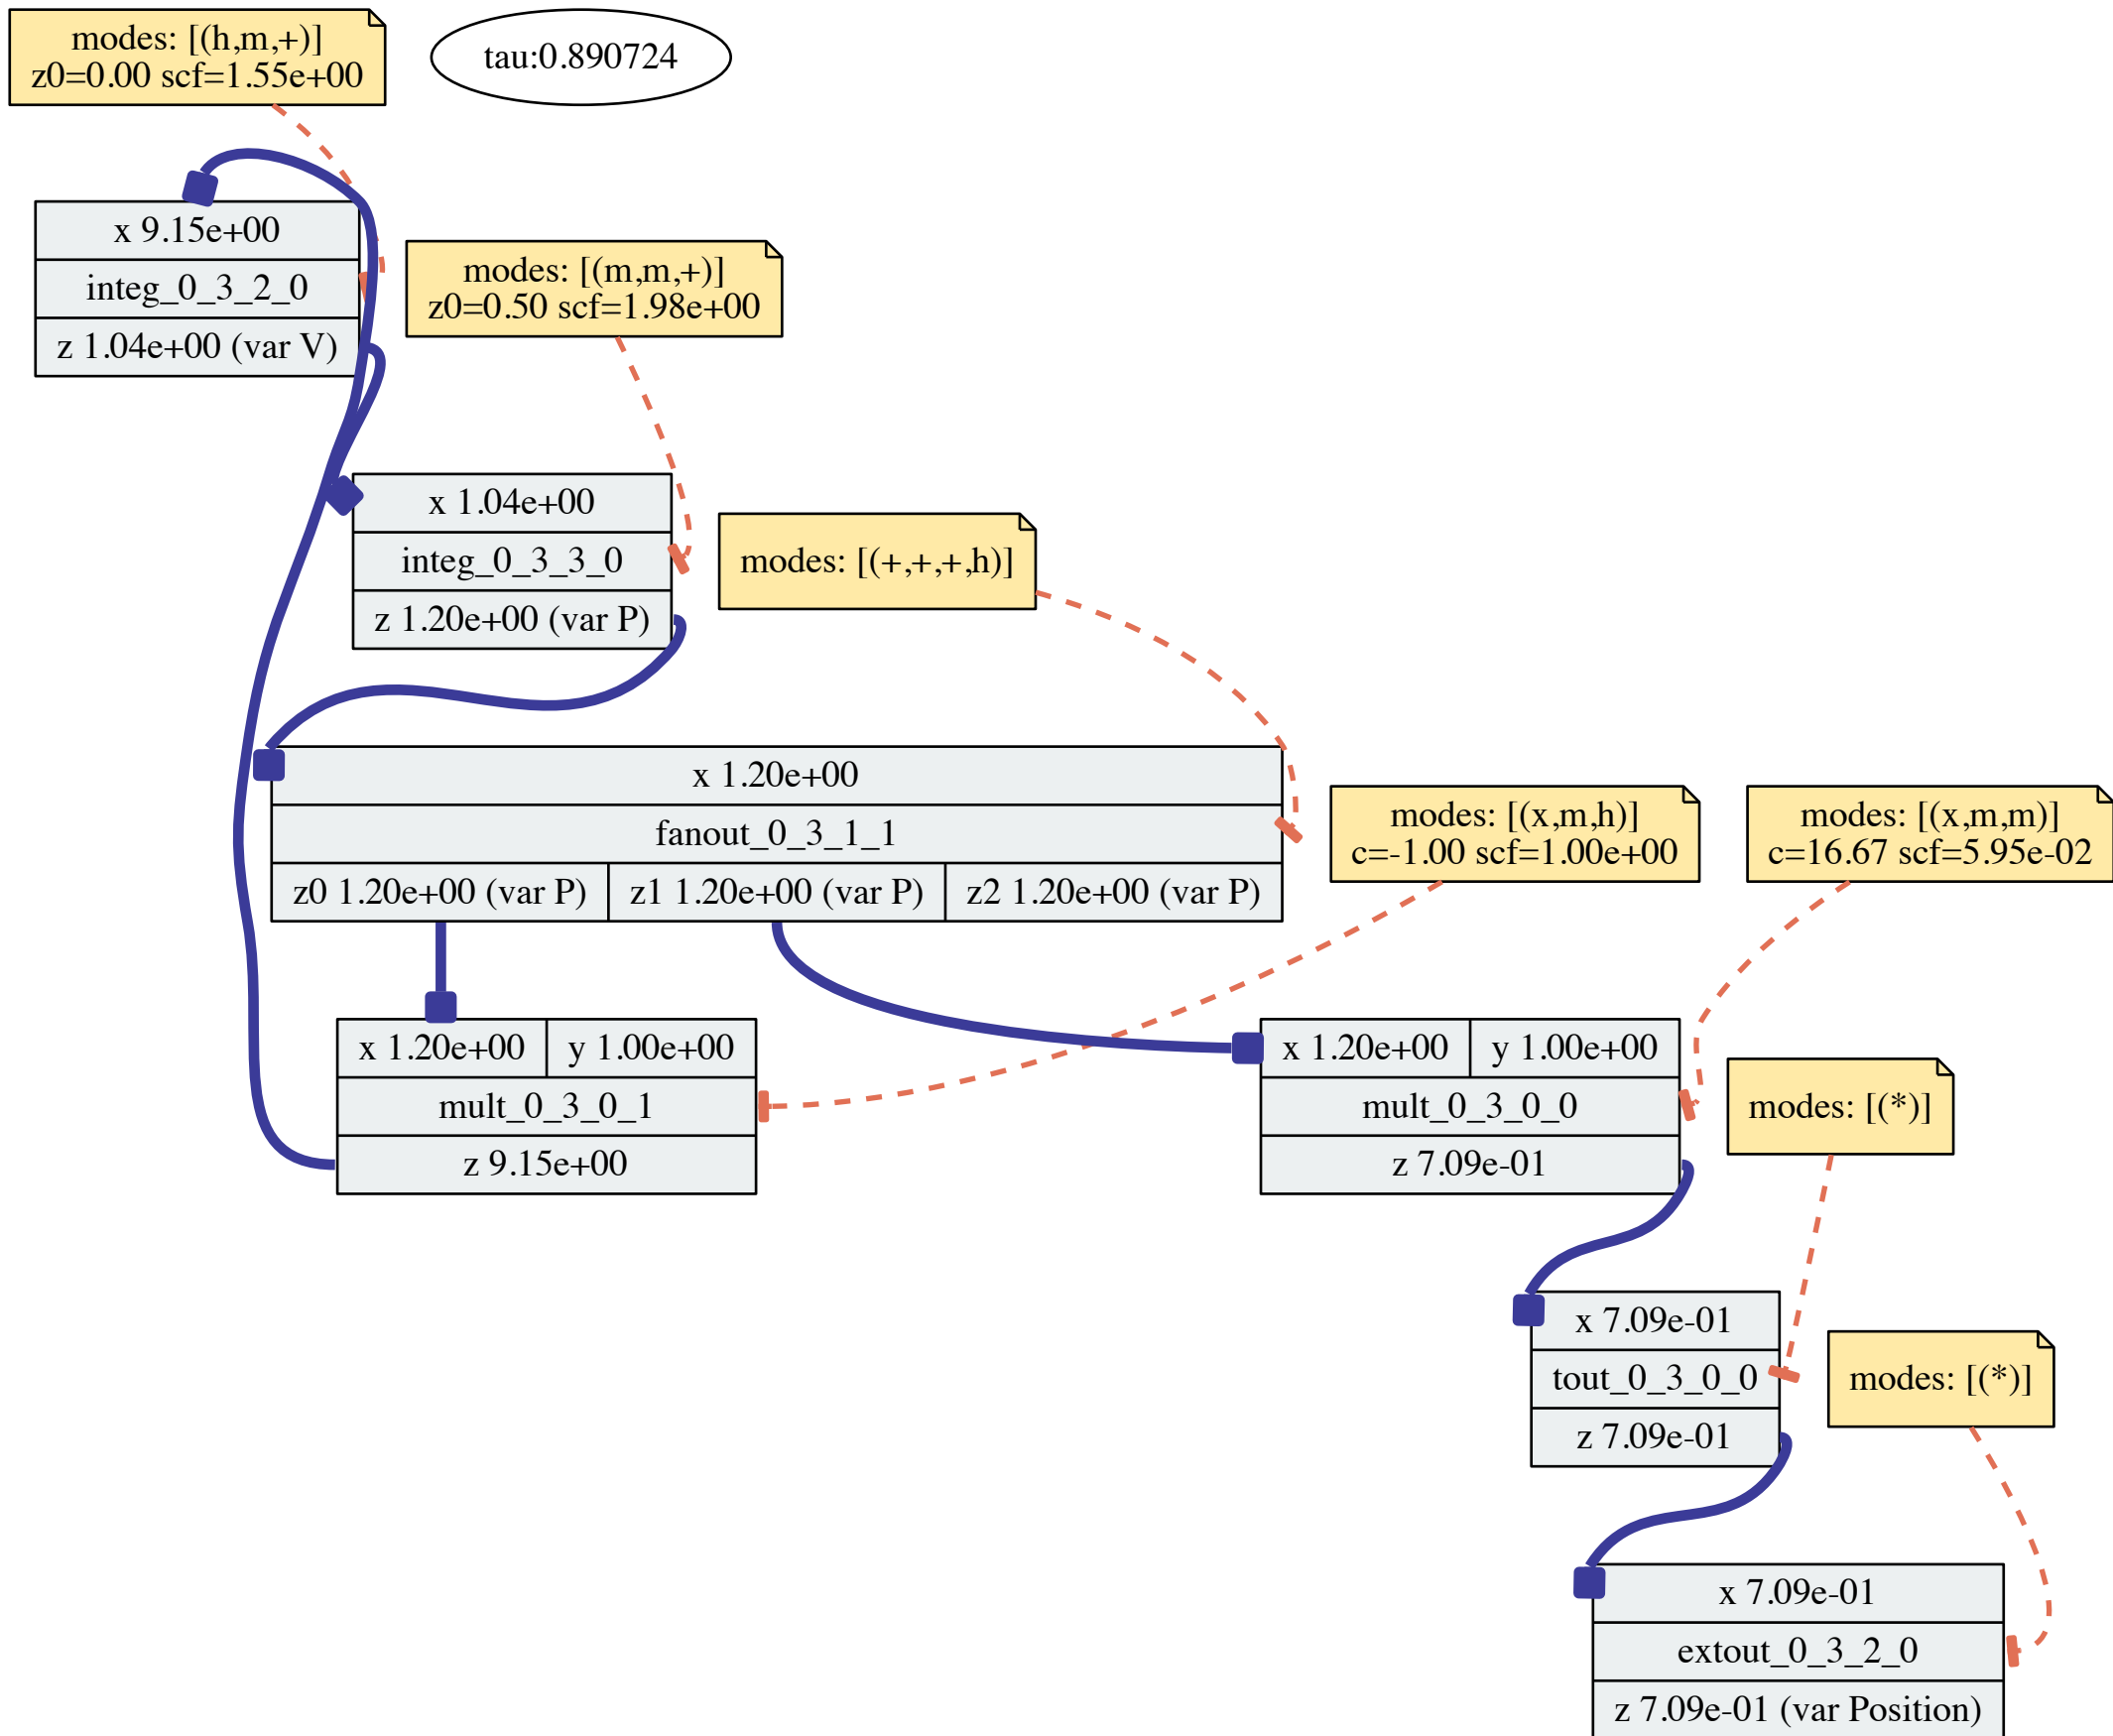 modes: [(h,m,+)]
z0=0.00 scf=1.55e+00
tau:0.890724
x 9.15e+00
integ_0_3_2_0
z 1.04e+00 (var V)
modes: [(m,m,+)]
z0=0.50 scf=1.98e+00
x 1.04e+00
integ_0_3_3_0
z 1.20e+00 (var P)
modes: [(+,+,+,h)]
x 1.20e+00
fanout_0_3_1_1
z0 1.20e+00 (var P)
z1 1.20e+00 (var P)
z2 1.20e+00 (var P)
modes: [(x,m,h)]
c=-1.00 scf=1.00e+00
modes: [(x,m,m)]
c=16.67 scf=5.95e-02
x 1.20e+00
y 1.00e+00
mult_0_3_0_1
z 9.15e+00
x 1.20e+00
y 1.00e+00
mult_0_3_0_0
z 7.09e-01
modes: [(*)]
x 7.09e-01
tout_0_3_0_0
z 7.09e-01
modes: [(*)]
x 7.09e-01
extout_0_3_2_0
z 7.09e-01 (var Position)